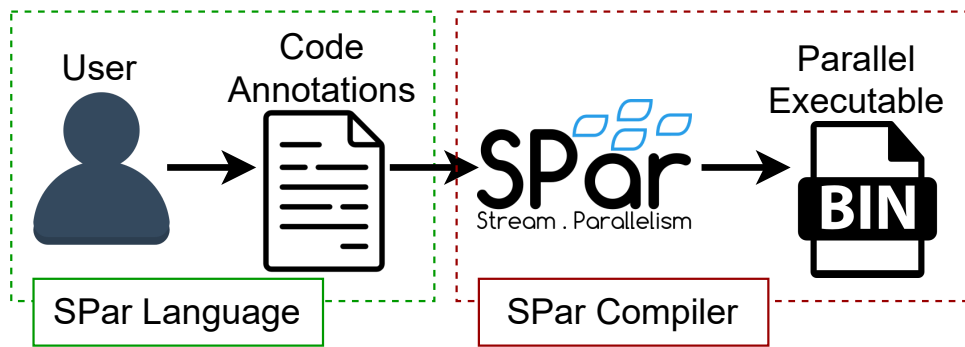 User
Code
Annotations
SPar
Stream . Parallelism
Parallel
Executable
BIN
SPar Language
SPar Compiler